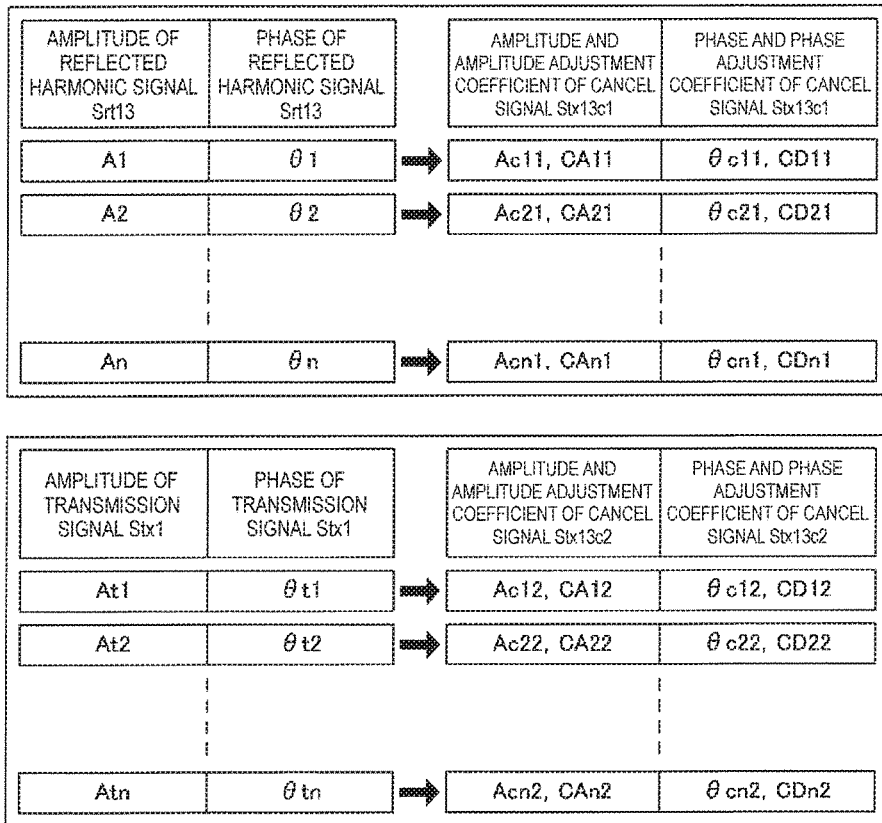 AMPLITUDE OF
REFLECTED
HARMONIC SIGNAL
Srt13
PHASE OF
REFLECTED
HARMONIC SIGNAL
Srt13
AMPLITUDE AND
AMPLITUDE ADJUSTMENT
COEFFICIENT OF CANCEL
SIGNAL Stx13c1
PHASE AND PHASE
ADJUSTMENT
COEFFICIENT OF CANCEL
SIGNAL Stx13c1
A1 θ1 Ac11, CA11 θc11, CD11
A2 θ2 Ac21, CA21 θc21, CD21
An θn Acn1, CAn1 θcn1, CDn1
AMPLITUDE OF
TRANSMISSION
SIGNAL Stx1
PHASE OF
TRANSMISSION
SIGNAL Stx1
AMPLITUDE AND
AMPLITUDE ADJUSTMENT
COEFFICIENT OF CANCEL
SIGNAL Stx13c2
PHASE AND PHASE
ADJUSTMENT
COEFFICIENT OF CANCEL
SIGNAL Stx13c2
At1 θt1 Ac12, CA12 θc12, CD12
At2 θt2 Ac22, CA22 θc22, CD22
Atn θtn Acn2, CAn2 θcn2, CDn2